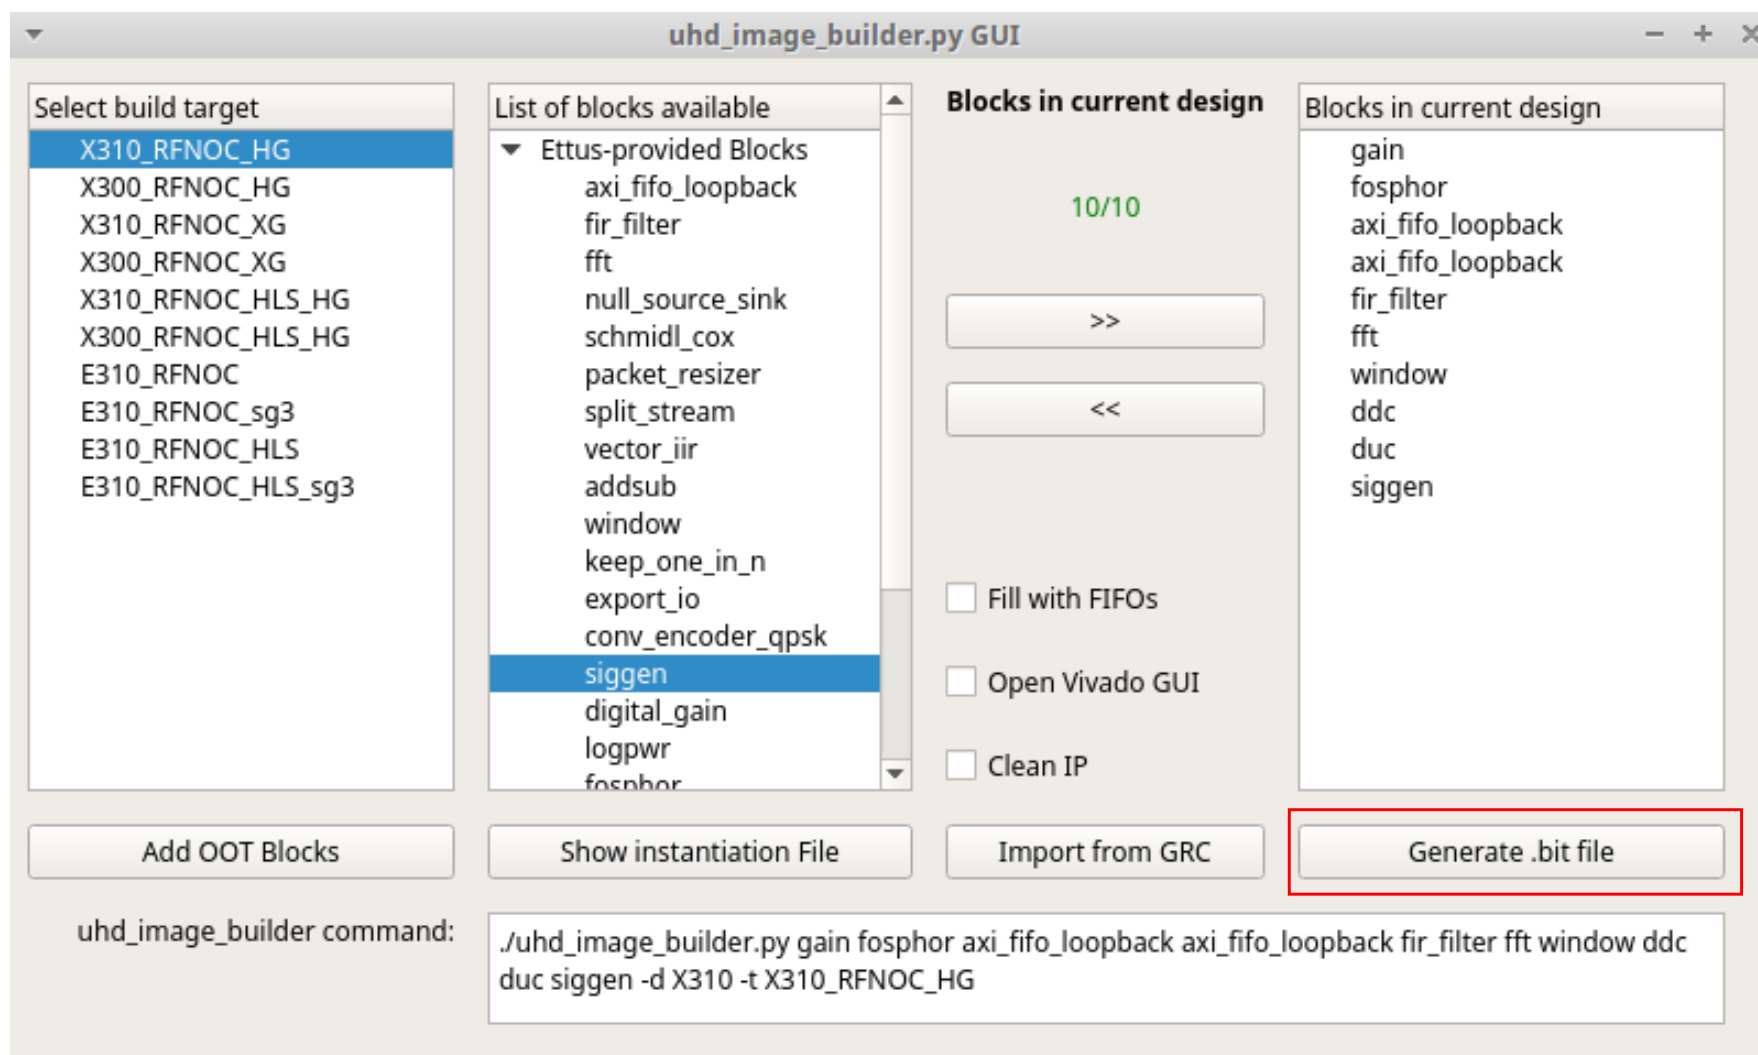 uhd_image_builder.py GUI
Select build target
X310_RFNOC_HG
X300_RFNOC_HG
X310_RFNOC_XG
X300_RFNOC_XG
X310_RFNOC_HLS_HG
X300_RFNOC_HLS_HG
E310_RFNOC
E310_RFNOC_sg3
E310_RFNOC_HLS
E310_RFNOC_HLS_sg3
List of blocks available
Ettus-provided Blocks
axi_fifo_loopback
fir_filter
fft
null_source_sink
schmidl_cox
packet_resizer
split_stream
vector_iir
addsub
window
keep_one_in_n
export_io
conv_encoder_qpsk
siggen
digital_gain
logpwr
fosphor
Blocks in current design
10/10
>>
<<
Fill with FIFOs
Open Vivado GUI
Clean IP
Blocks in current design
gain
fosphor
axi_fifo_loopback
axi_fifo_loopback
fir_filter
fft
window
ddc
duc
siggen
Add OOT Blocks
Show instantiation File
Import from GRC
Generate .bit file
uhd_image_builder command:
./uhd_image_builder.py gain fosphor axi_fifo_loopback axi_fifo_loopback fir_filter fft window ddc
duc siggen -d X310 -t X310_RFNOC_HG